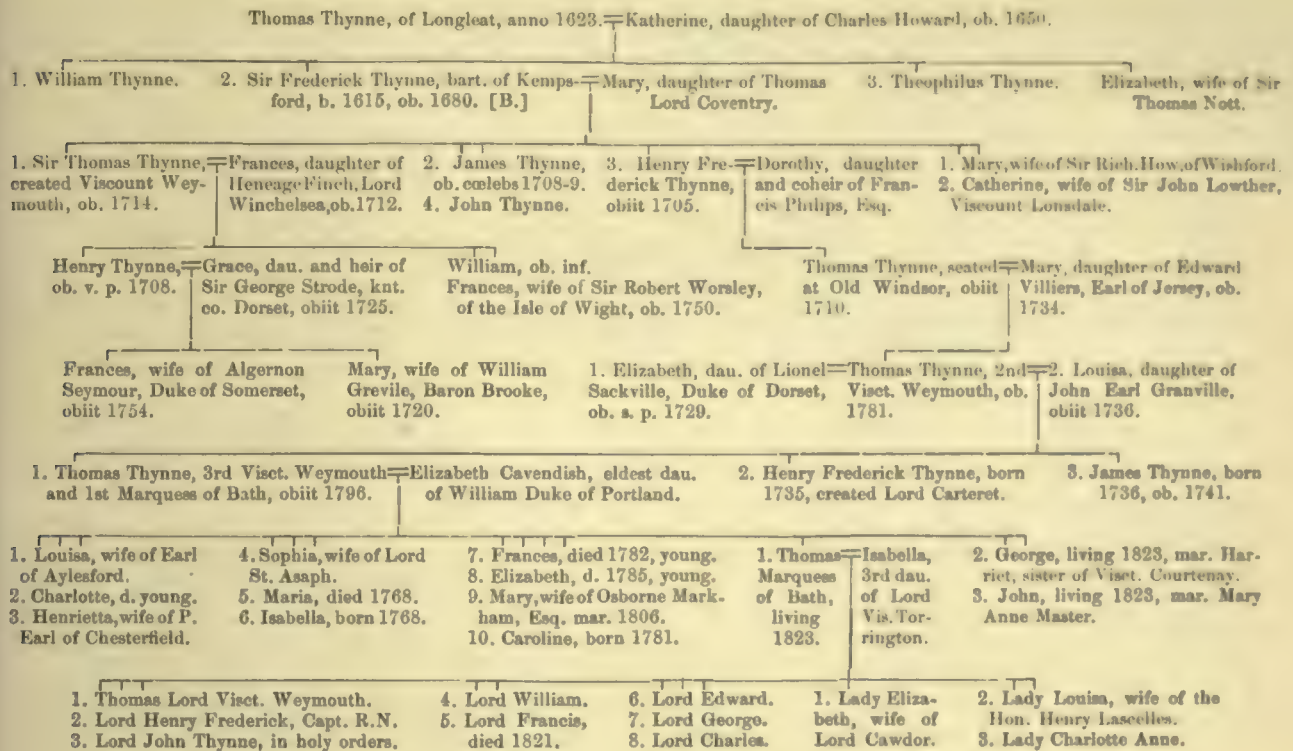 Thomas Thynne, of Longleat, anno 1623.=Katherine, daughter of Charles Howard, ob. 1650.
1. William Thynne.
2. Sir Frederick Thynne, bart. of Kemps-
ford, b. 1615, ob. 1680. [B.]
=Mary, daughter of Thomas
Lord Coventry.
3. Theophilus Thynne.
Elizabeth, wife of Sir
Thomas Nott.
1. Sir Thomas Thynne,
created Viscount Wey-
mouth, ob. 1714.
=Frances, daughter of
Heneage Finch, Lord
Winchelsea, ob. 1712.
2. James Thynne,
ob. cœlebs 1708-9.
4. John Thynne.
3. Henry Fre-
derick Thynne,
obiit 1705.
=Dorothy, daughter
and coheir of Fran-
cis Philips, Esq.
1. Mary, wife of Sir Rich. How, of Wishford.
2. Catherine, wife of Sir John Lowther,
Viscount Lonsdale.
Henry Thynne,
ob. v. p. 1708.
=Grace, dau. and heir of
Sir George Strode, knt.
co. Dorset, obiit 1725.
William, ob. inf.
Frances, wife of Sir Robert Worsley,
of the Isle of Wight, ob. 1750.
Thomas Thynne, seated
at Old Windsor, obiit
1710.
=Mary, daughter of Edward
Villiers, Earl of Jersey, ob.
1734.
Frances, wife of Algernon
Seymour, Duke of Somerset,
obiit 1754.
Mary, wife of William
Grevile, Baron Brooke,
obiit 1720.
1. Elizabeth, dau. of Lionel
Sackville, Duke of Dorset,
ob. s. p. 1729.
=Thomas Thynne, 2nd
Visct. Weymouth, ob.
1781.
=2. Louisa, daughter of
John Earl Granville,
obiit 1736.
1. Thomas Thynne, 3rd Visct. Weymouth
and 1st Marquess of Bath, obiit 1796.
=Elizabeth Cavendish, eldest dau.
of William Duke of Portland.
2. Henry Frederick Thynne, born
1735, created Lord Carteret.
3. James Thynne, born
1736, ob. 1741.
1. Louisa, wife of Earl
of Aylesford.
2. Charlotte, d. young.
3. Henrietta, wife of P.
Earl of Chesterfield.
4. Sophia, wife of Lord
St. Asaph.
5. Maria, died 1768.
6. Isabella, born 1768.
7. Frances, died 1782, young.
8. Elizabeth, d. 1785, young.
9. Mary, wife of Osborne Mark-
ham, Esq. mar. 1806.
10. Caroline, born 1781.
1. Thomas
Marquess
of Bath,
living
1823.
=Isabella,
3rd dau.
of Lord
Vis. Tor-
rington.
2. George, living 1823, mar. Har-
riet, sister of Visct. Courtenay.
3. John, living 1823, mar. Mary
Anne Master.
1. Thomas Lord Visct. Weymouth.
2. Lord Henry Frederick, Capt. R.N.
3. Lord John Thynne, in holy orders.
4. Lord William.
5. Lord Francis,
died 1821.
6. Lord Edward.
7. Lord George.
8. Lord Charles.
1. Lady Eliza-
beth, wife of
Lord Cawdor.
2. Lady Louisa, wife of the
Hon. Henry Lascelles.
3. Lady Charlotte Anne.